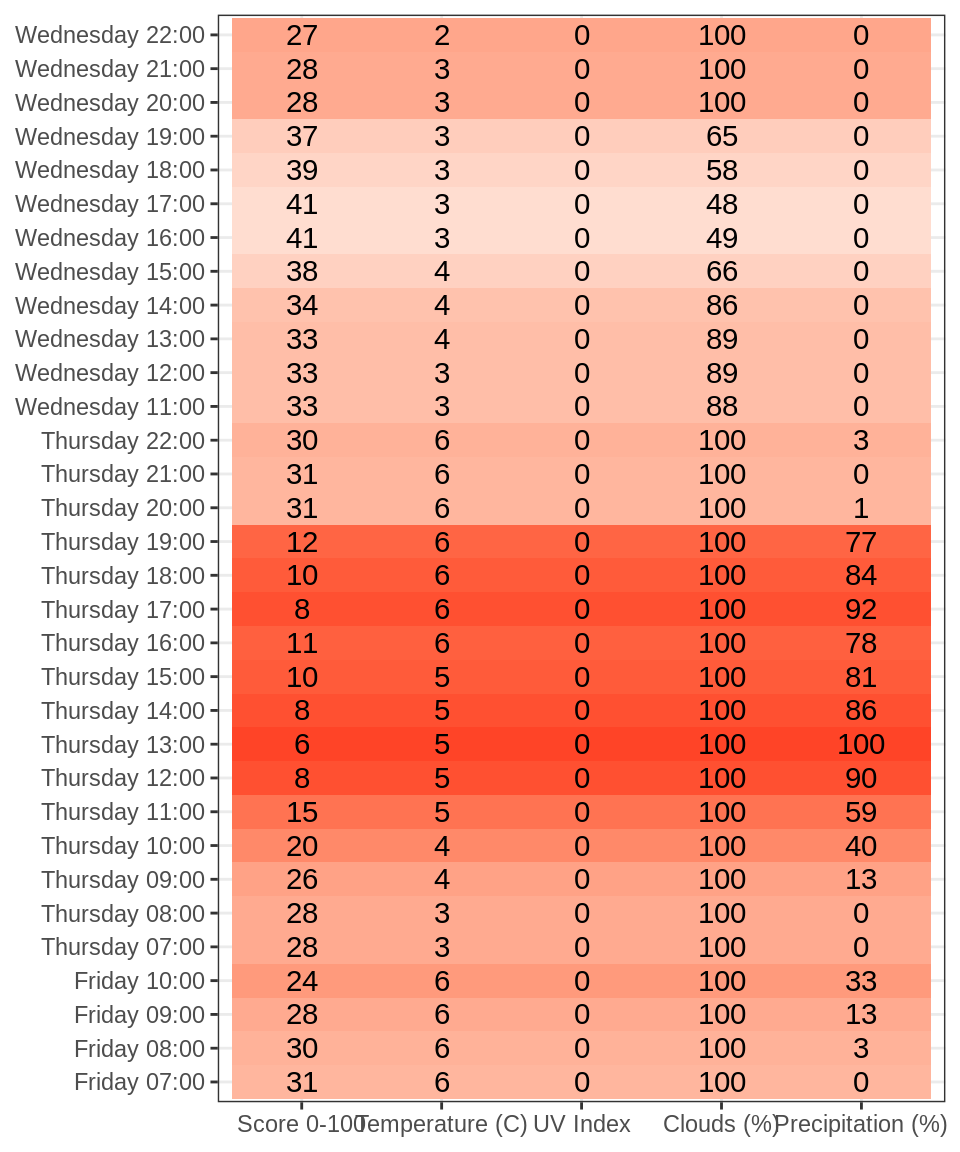 Wednesday 22:00 27 2 0 100 0
Wednesday 21:00 28 3 0 100 0
Wednesday 20:00 28 3 0 100 0
Wednesday 19:00 37 3 0 65 0
Wednesday 18:00 39 3 0 58 0
Wednesday 17:00 41 3 0 48 0
Wednesday 16:00 41 3 0 49 0
Wednesday 15:00 38 4 0 66 0
Wednesday 14:00 34 4 0 86 0
Wednesday 13:00 33 4 0 89 0
Wednesday 12:00 33 3 0 89 0
Wednesday 11:00 33 3 0 88 0
Thursday 22:00 30 6 0 100 3
Thursday 21:00 31 6 0 100 0
Thursday 20:00 31 6 0 100 1
Thursday 19:00 12 6 0 100 77
Thursday 18:00 10 6 0 100 84
Thursday 17:00 8 6 0 100 92
Thursday 16:00 11 6 0 100 78
Thursday 15:00 10 5 0 100 81
Thursday 14:00 8 5 0 100 86
Thursday 13:00 6 5 0 100 100
Thursday 12:00 8 5 0 100 90
Thursday 11:00 15 5 0 100 59
Thursday 10:00 20 4 0 100 40
Thursday 09:00 26 4 0 100 13
Thursday 08:00 28 3 0 100 0
Thursday 07:00 28 3 0 100 0
Friday 10:00 24 6 0 100 33
Friday 09:00 28 6 0 100 13
Friday 08:00 30 6 0 100 3
Friday 07:00 31 6 0 100 0
Score 0-100 Temperature (C) UV Index Clouds (%) Precipitation (%)